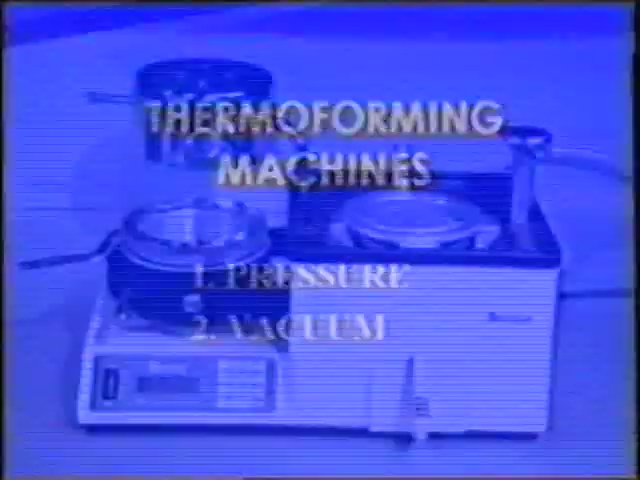 THERMOFORMING
MACHINES
1. PRESSURE
2. VACUUM